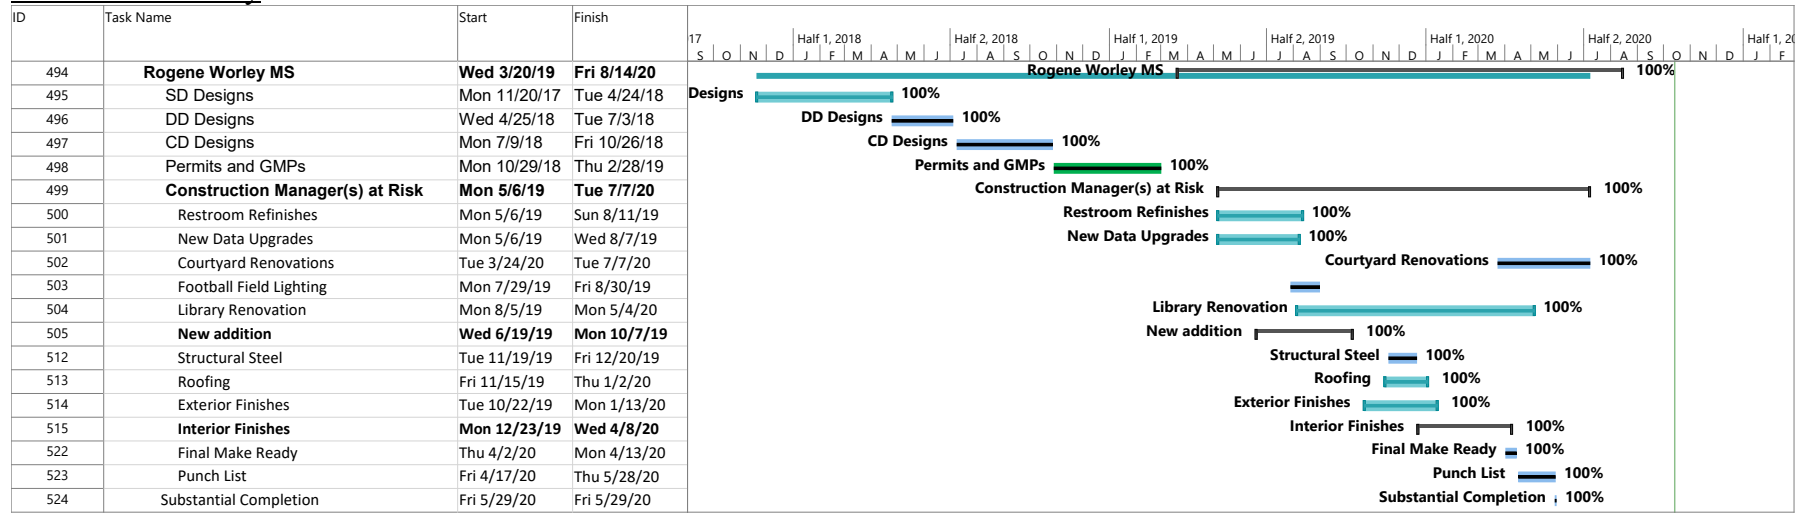 ID Task Name Start Finish
17 Half 1, 2018 Half 2, 2018 Half 1, 2019 Half 2, 2019 Half 1, 2020 Half 2, 2020 Half 1, 20
S O N D J F M A M J J A S O N D J F M A M J J A S O N D J F M A M J J A S O N D J F
494 Rogene Worley MS Wed 3/20/19 Fri 8/14/20 Rogene Worley MS 100%
495 SD Designs Mon 11/20/17 Tue 4/24/18 Designs 100%
496 DD Designs Wed 4/25/18 Tue 7/3/18 DD Designs 100%
497 CD Designs Mon 7/9/18 Fri 10/26/18 CD Designs 100%
498 Permits and GMPs Mon 10/29/18 Thu 2/28/19 Permits and GMPs 100%
499 Construction Manager(s) at Risk Mon 5/6/19 Tue 7/7/20 Construction Manager(s) at Risk 100%
500 Restroom Refinishes Mon 5/6/19 Sun 8/11/19 Restroom Refinishes 100%
501 New Data Upgrades Mon 5/6/19 Wed 8/7/19 New Data Upgrades 100%
502 Courtyard Renovations Tue 3/24/20 Tue 7/7/20 Courtyard Renovations 100%
503 Football Field Lighting Mon 7/29/19 Fri 8/30/19
504 Library Renovation Mon 8/5/19 Mon 5/4/20 Library Renovation 100%
505 New addition Wed 6/19/19 Mon 10/7/19 New addition 100%
512 Structural Steel Tue 11/19/19 Fri 12/20/19 Structural Steel 100%
513 Roofing Fri 11/15/19 Thu 1/2/20 Roofing 100%
514 Exterior Finishes Tue 10/22/19 Mon 1/13/20 Exterior Finishes 100%
515 Interior Finishes Mon 12/23/19 Wed 4/8/20 Interior Finishes 100%
522 Final Make Ready Thu 4/2/20 Mon 4/13/20 Final Make Ready 100%
523 Punch List Fri 4/17/20 Thu 5/28/20 Punch List 100%
524 Substantial Completion Fri 5/29/20 Fri 5/29/20 Substantial Completion 100%